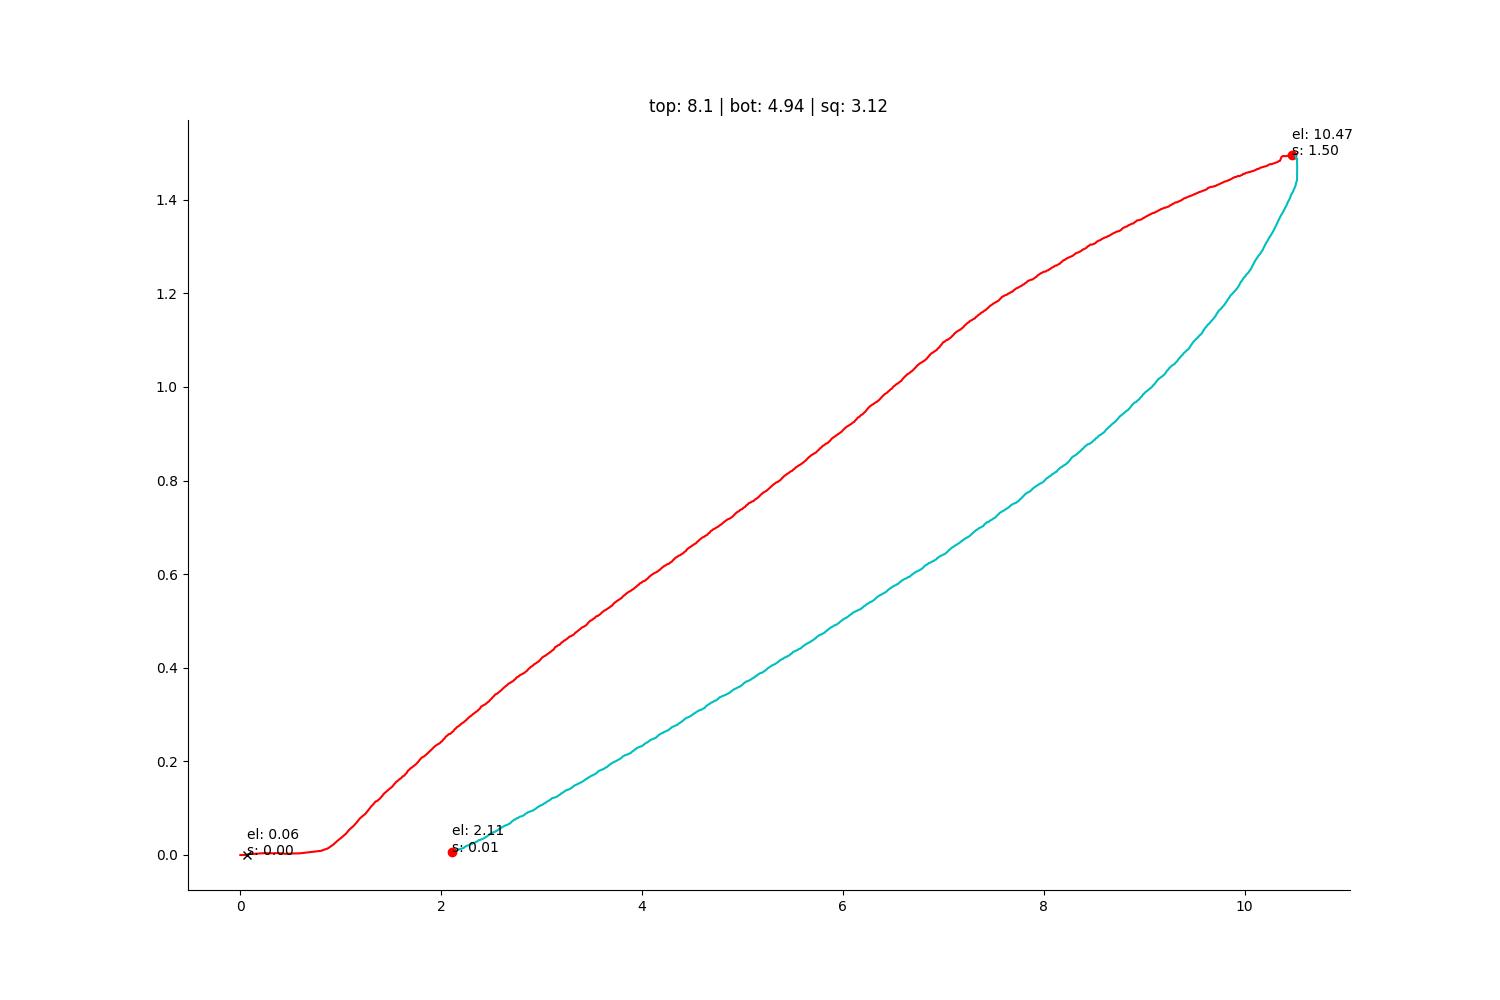 top: 8.1 | bot: 4.94 | sq: 3.12
el: 10.47
s: 1.50
1.4
1.2
1.0
0.8
0.6
0.4
0.2
0.0
el: 0.06
s: 0.00
el: 2.11
s: 0.01
0 2 4 6 8 10